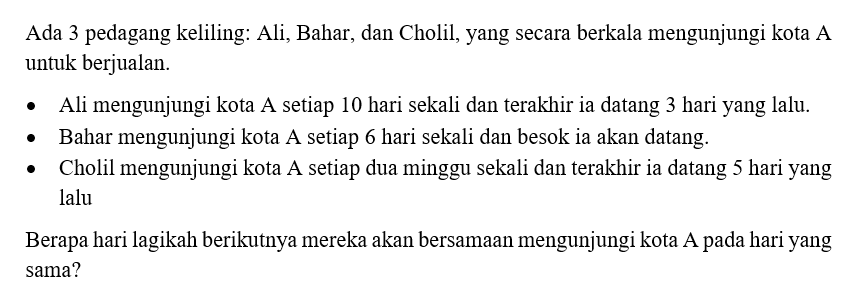 Ada 3 pedagang keliling: Ali, Bahar, dan Cholil, yang secara berkala mengunjungi kota A
untuk berjualan.
• Ali mengunjungi kota A setiap 10 hari sekali dan terakhir ia datang 3 hari yang lalu.
• Bahar mengunjungi kota A setiap 6 hari sekali dan besok ia akan datang.
• Cholil mengunjungi kota A setiap dua minggu sekali dan terakhir ia datang 5 hari yang
lalu
Berapa hari lagikah berikutnya mereka akan bersamaan mengunjungi kota A pada hari yang
sama?